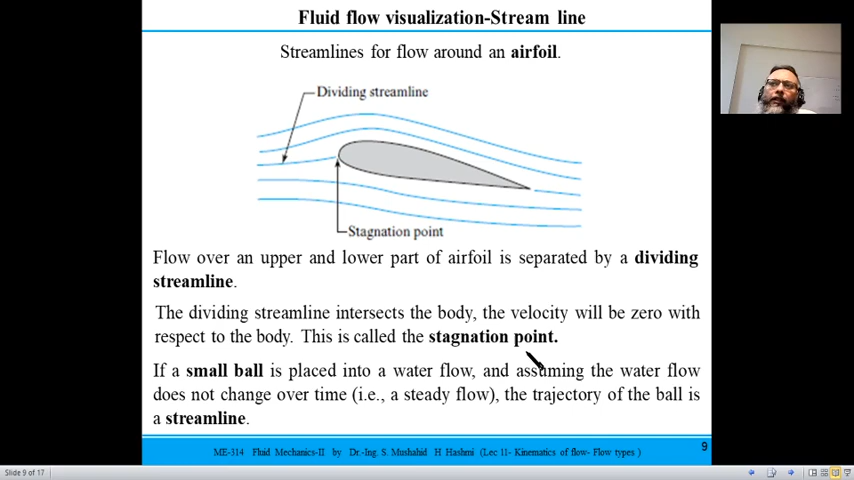 Fluid flow visualization-Stream line
Streamlines for flow around an airfoil.
Dividing streamline
Stagnation point
Flow over an upper and lower part of airfoil is separated by a dividing
streamline.
The dividing streamline intersects the body, the velocity will be zero with
respect to the body. This is called the stagnation point.
If a small ball is placed into a water flow, and assuming the water flow
does not change over time (i.e., a steady flow), the trajectory of the ball is
a streamline.
ME-314 Fluid Mechanics-II by Dr.-Ing. S. Mushahid H Hashmi (Lec 11- Kinematics of flow- Flow types )
9
Slide 9 of 17